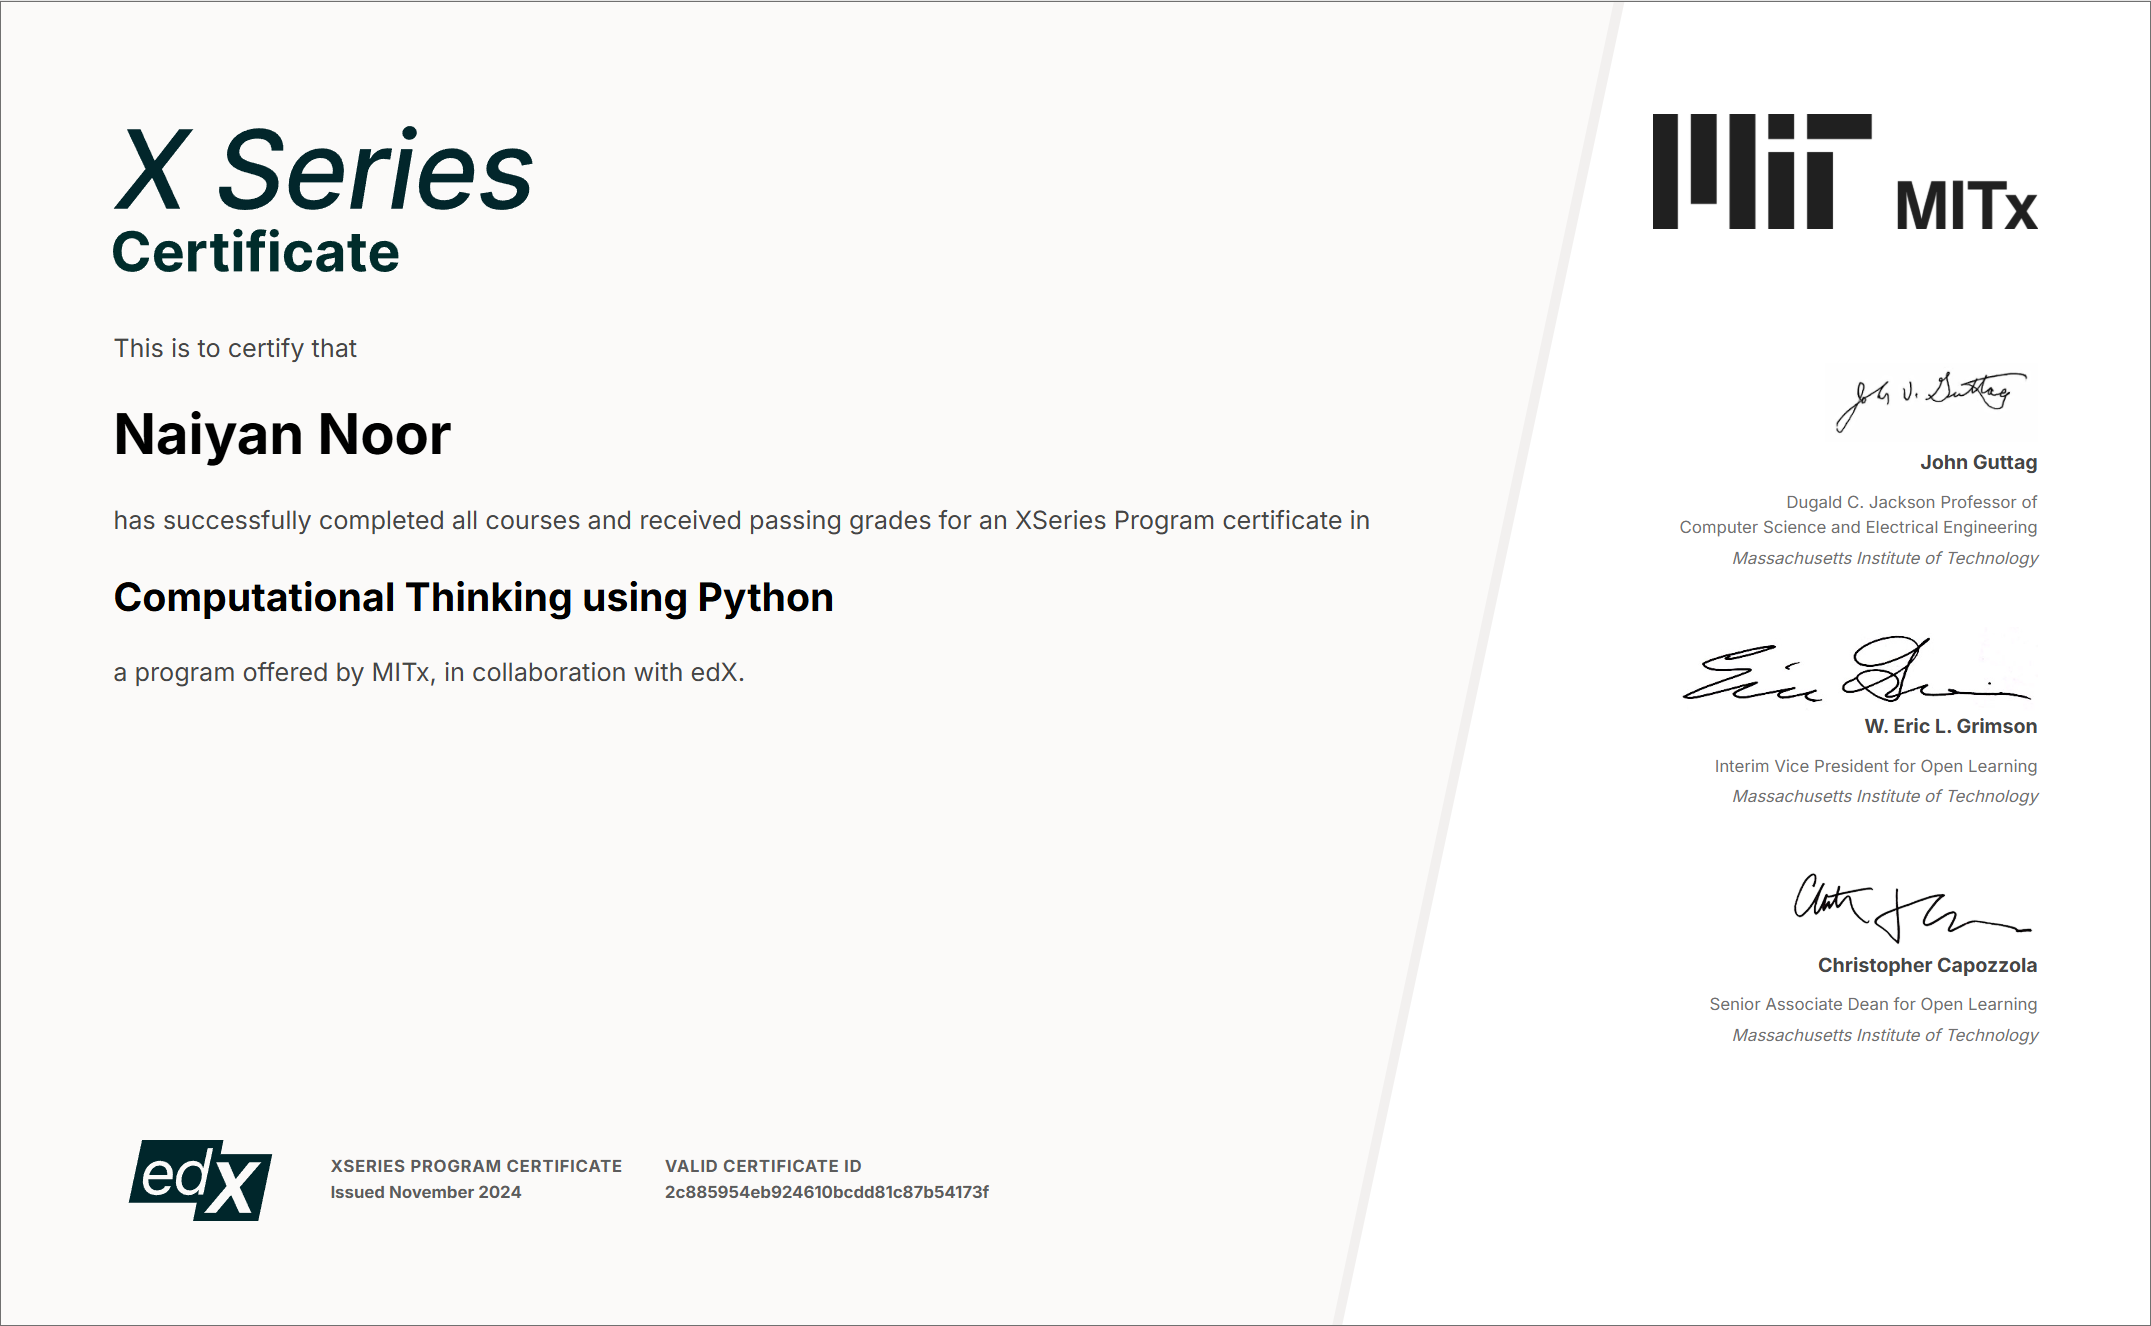 X Series
Certificate
This is to certify that
Naiyan Noor
has successfully completed all courses and received passing grades for an XSeries Program certificate in
Computational Thinking using Python
a program offered by MITx, in collaboration with edX.
edX
XSERIES PROGRAM CERTIFICATE
Issued November 2024
VALID CERTIFICATE ID
2c885954eb924610bcdd81c87b54173f
MIT MITx
John V. Guttag
John Guttag
Dugald C. Jackson Professor of
Computer Science and Electrical Engineering
Massachusetts Institute of Technology
W. Eric L. Grimson
Interim Vice President for Open Learning
Massachusetts Institute of Technology
Christopher Capozzola
Senior Associate Dean for Open Learning
Massachusetts Institute of Technology